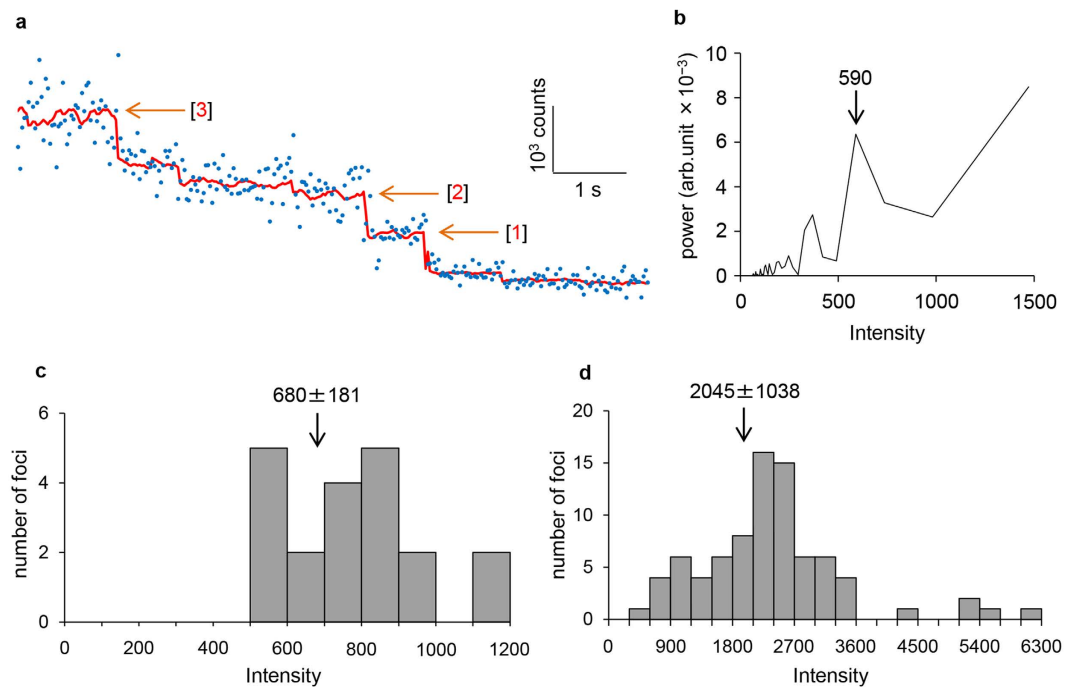 a
[3]
[2]
[1]
10³ counts
1 s
b
590
power (arb.unit × 10⁻³)
10
8
6
4
2
0
0 500 1000 1500
Intensity
c
680±181
number of foci
6
4
2
0
0 200 400 600 800 1000 1200
Intensity
d
2045±1038
number of foci
20
15
10
5
0
0 900 1800 2700 3600 4500 5400 6300
Intensity